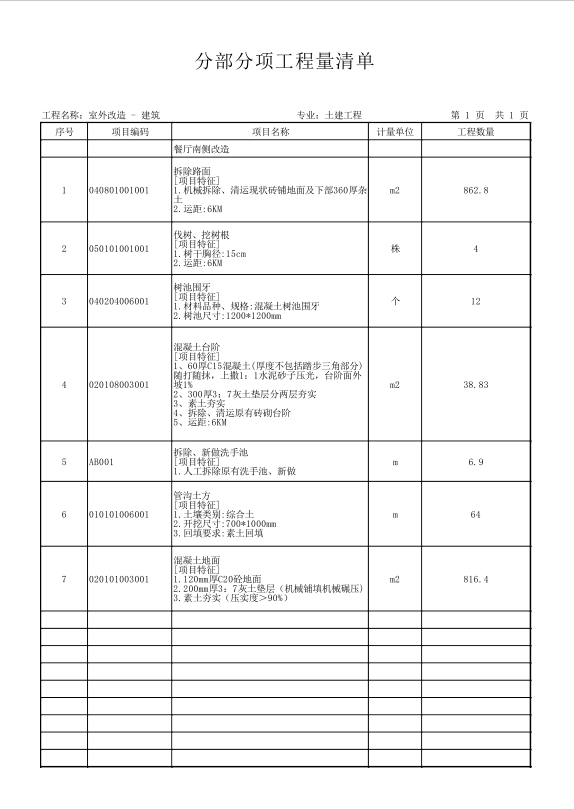 分部分项工程量清单
工程名称：室外改造 - 建筑 专业：土建工程 第 1 页 共 1 页
序号 项目编码 项目名称 计量单位 工程数量
餐厅南侧改造
拆除路面
[项目特征]
1 040801001001 1.机械拆除、清运现状砖铺地面及下部360厚杂 m2 862.8
土
2.运距:6KM
伐树、挖树根
[项目特征]
2 050101001001 1.树干胸径:15cm 株 4
2.运距:6KM
树池围牙
[项目特征]
3 040204006001 1.材料品种、规格:混凝土树池围牙 个 12
2.树池尺寸:1200*1200mm
混凝土台阶
[项目特征]
1、60厚C15混凝土(厚度不包括踏步三角部分)
随打随抹，上撒1：1水泥砂子压光，台阶面外
4 020108003001 坡1% m2 38.83
2、300厚3；7灰土垫层分两层夯实
3、素土夯实
4、拆除、清运原有砖砌台阶
5、运距:6KM
拆除、新做洗手池
5 AB001 [项目特征] m 6.9
1.人工拆除原有洗手池、新做
管沟土方
[项目特征]
6 010101006001 1.土壤类别:综合土 m 64
2.开挖尺寸:700*1000mm
3.回填要求:素土回填
混凝土地面
[项目特征]
7 020101003001 1.120mm厚C20砼地面 m2 816.4
2.200mm厚3；7灰土垫层（机械铺填机械碾压）
3.素土夯实（压实度＞90%）